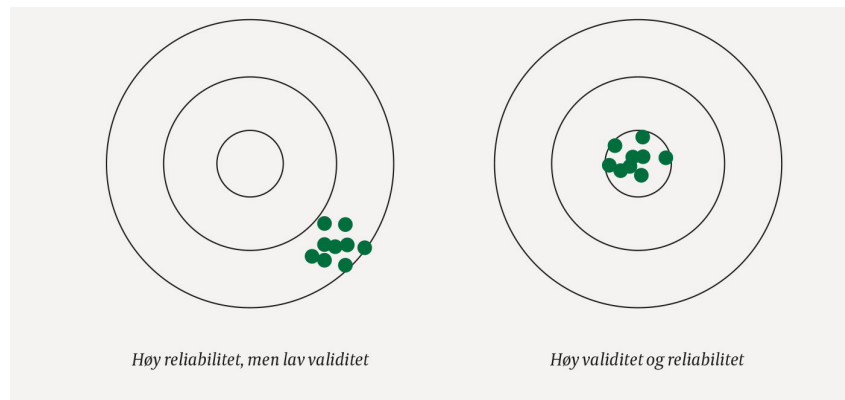 Høy reliabilitet, men lav validitet
Høy validitet og reliabilitet